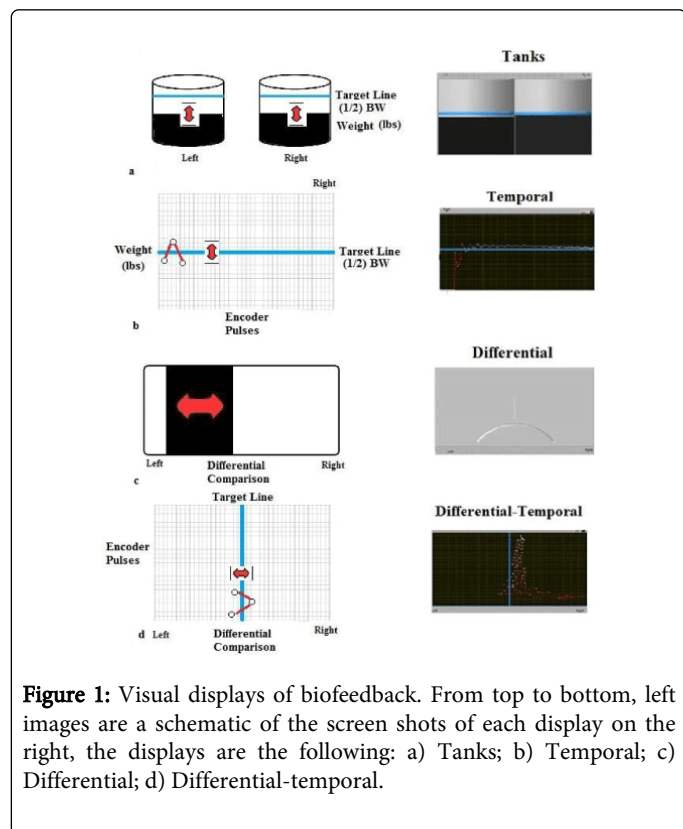 Tanks
Target Line
(1/2) BW
Weight (lbs)
Left
Right
a
Right
Temporal
Weight
(lbs)
Target Line
(1/2) BW
Encoder
Pulses
b
Differential
Left
Differential
Comparison
Right
c
Target Line
Differential-Temporal
Encoder
Pulses
d Left
Differential
Comparison
Right
Figure 1: Visual displays of biofeedback. From top to bottom, left
images are a schematic of the screen shots of each display on the
right, the displays are the following: a) Tanks; b) Temporal; c)
Differential; d) Differential-temporal.